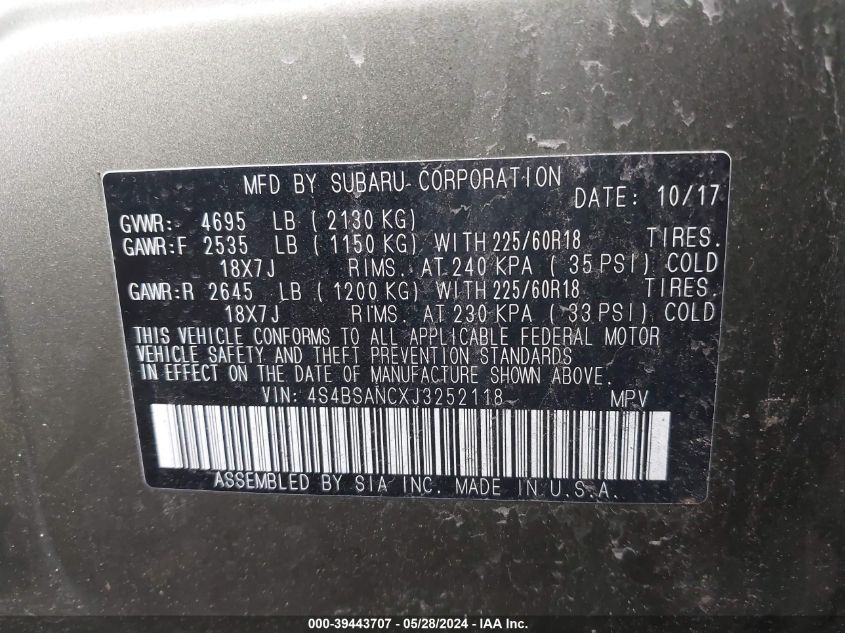 MFD BY SUBARU CORPORATION DATE: 10/17
GVWR: 4695 LB ( 2130 KG)
GAWR:F 2535 LB ( 1150 KG) WITH 225/60R18 TIRES.
18X7J RIMS. AT 240 KPA ( 35 PSI) COLD
GAWR:R 2645 LB ( 1200 KG) WITH 225/60R18 TIRES.
18X7J RIMS. AT 230 KPA ( 33 PSI) COLD
THIS VEHICLE CONFORMS TO ALL APPLICABLE FEDERAL MOTOR
VEHICLE SAFETY AND THEFT PREVENTION STANDARDS
IN EFFECT ON THE DATE OF MANUFACTURE SHOWN ABOVE.
VIN: 4S4BSANCXJ3252118 MPV
ASSEMBLED BY SIA INC. MADE IN U.S.A.
000-39443707 - 05/28/2024 - IAA Inc.